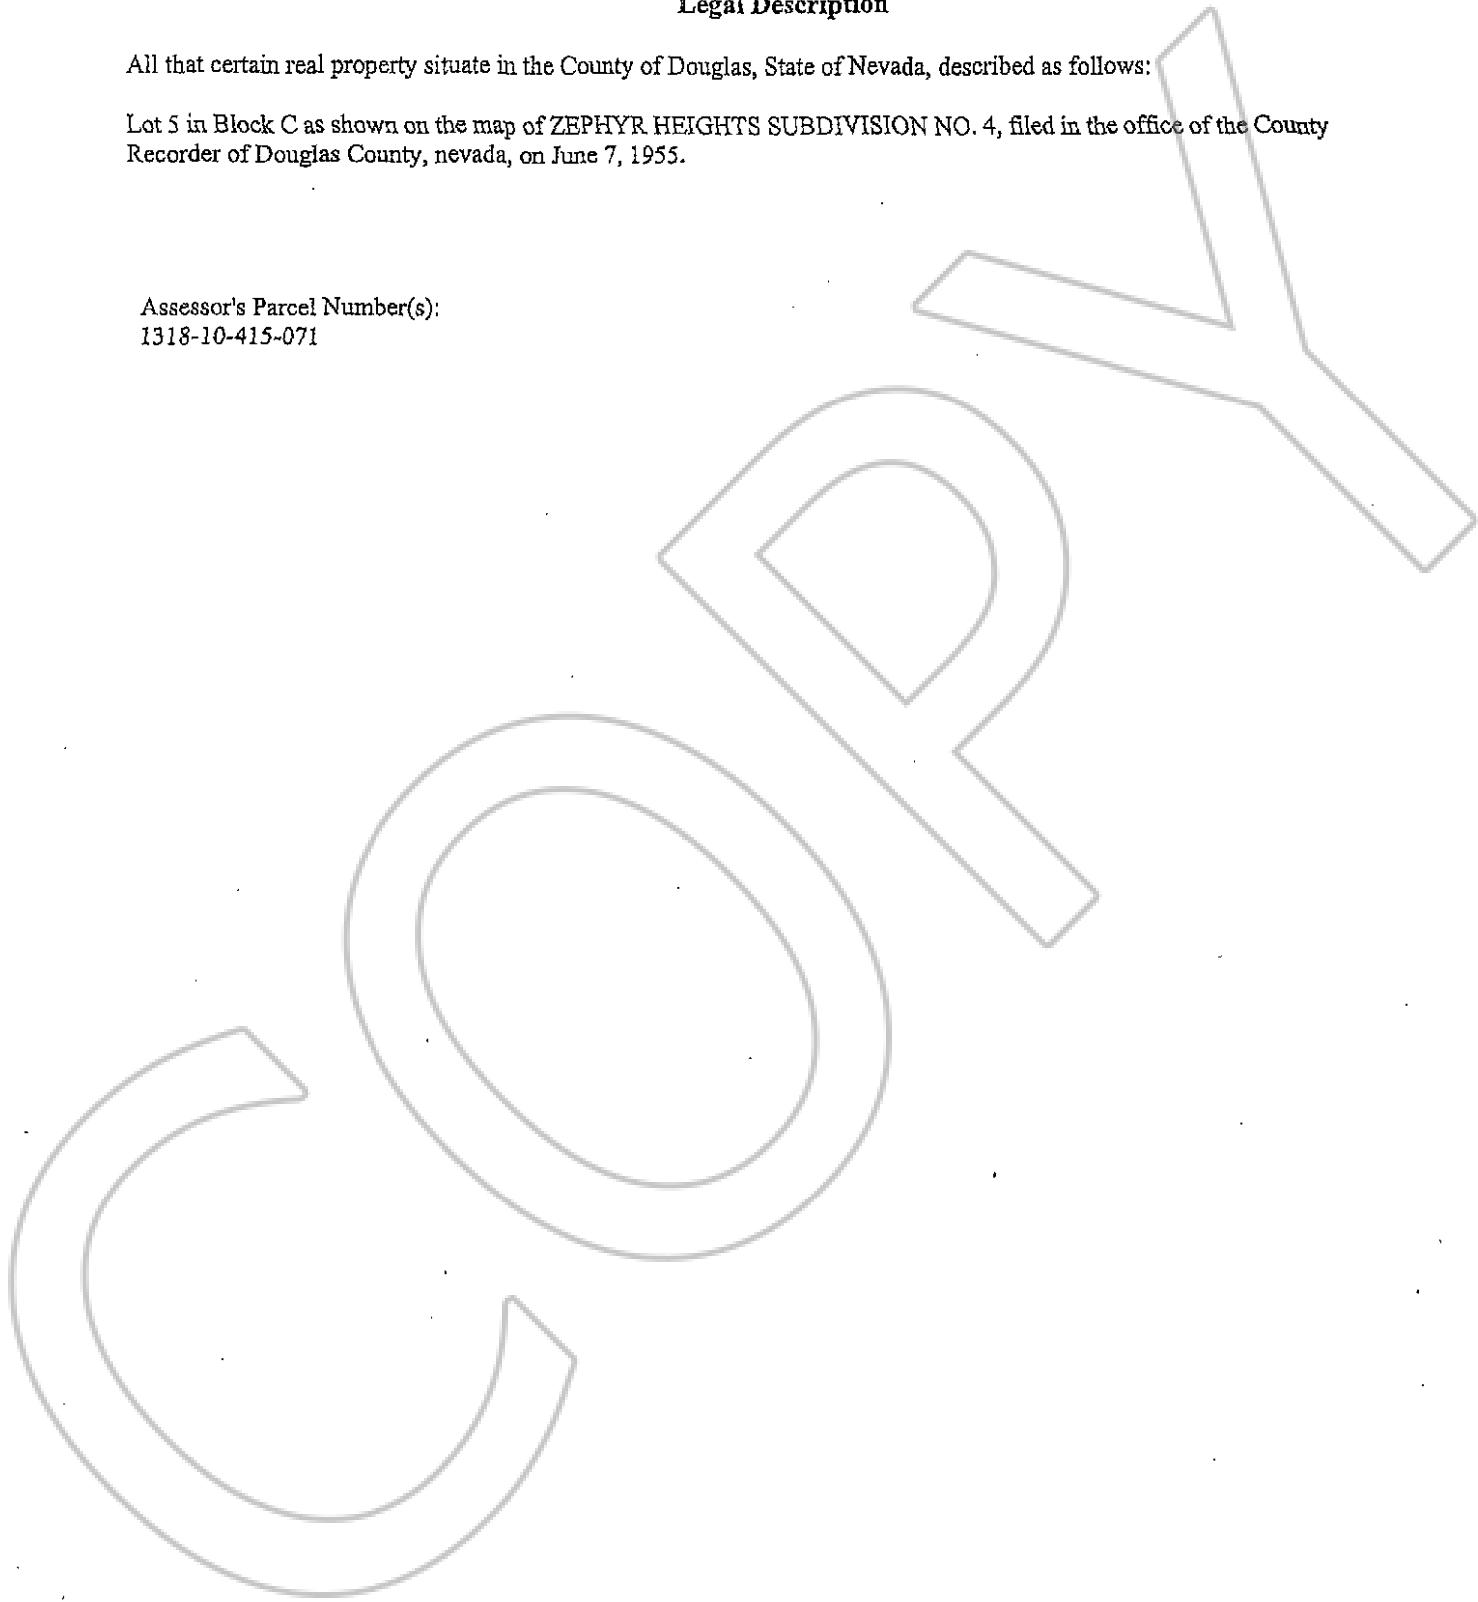 Legal Description
All that certain real property situate in the County of Douglas, State of Nevada, described as follows:
Lot 5 in Block C as shown on the map of ZEPHYR HEIGHTS SUBDIVISION NO. 4, filed in the office of the County
Recorder of Douglas County, nevada, on June 7, 1955.
Assessor's Parcel Number(s):
1318-10-415-071
COPY